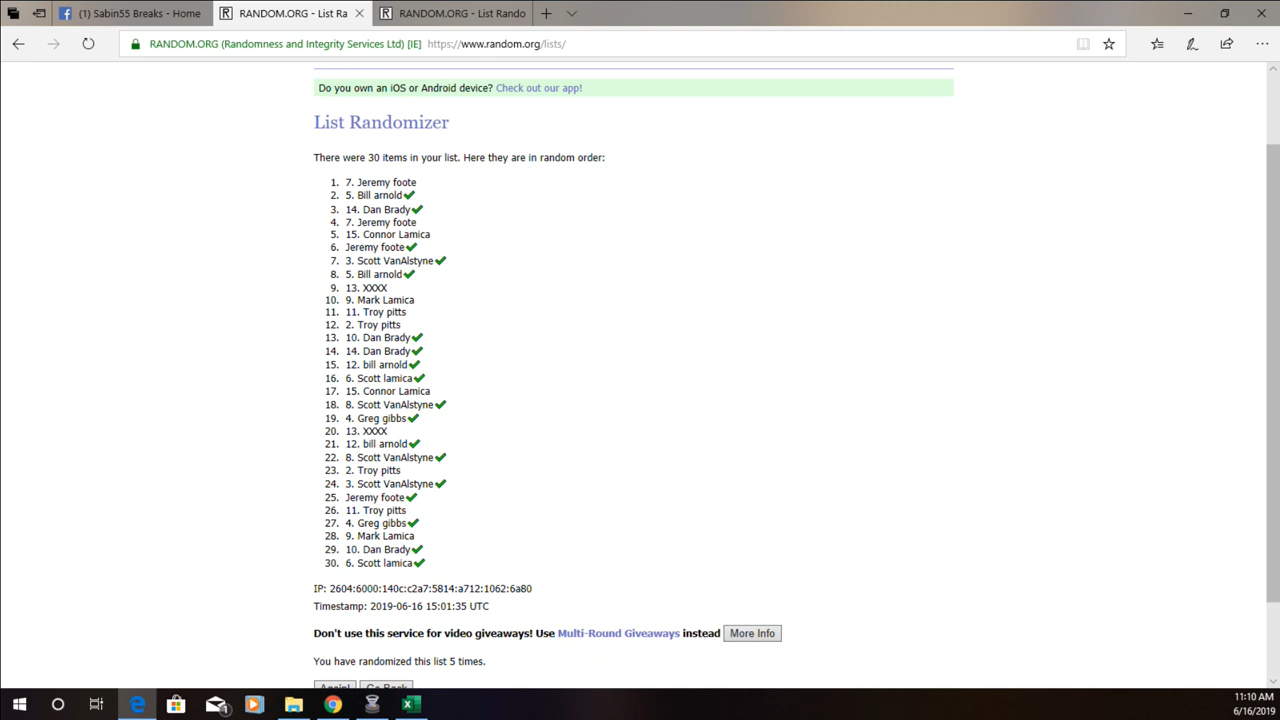 (1) Sabin55 Breaks - Home
RANDOM.ORG - List Ra
RANDOM.ORG - List Rando
RANDOM.ORG (Randomness and Integrity Services Ltd) [IE] https://www.random.org/lists/
Do you own an iOS or Android device? Check out our app!
List Randomizer
There were 30 items in your list. Here they are in random order:
1. 7. Jeremy foote
2. 5. Bill arnold✔
3. 14. Dan Brady✔
4. 7. Jeremy foote
5. 15. Connor Lamica
6. Jeremy foote✔
7. 3. Scott VanAlstyne✔
8. 5. Bill arnold✔
9. 13. XXXX
10. 9. Mark Lamica
11. 11. Troy pitts
12. 2. Troy pitts
13. 10. Dan Brady✔
14. 14. Dan Brady✔
15. 12. bill arnold✔
16. 6. Scott lamica✔
17. 15. Connor Lamica
18. 8. Scott VanAlstyne✔
19. 4. Greg gibbs✔
20. 13. XXXX
21. 12. bill arnold✔
22. 8. Scott VanAlstyne✔
23. 2. Troy pitts
24. 3. Scott VanAlstyne✔
25. Jeremy foote✔
26. 11. Troy pitts
27. 4. Greg gibbs✔
28. 9. Mark Lamica
29. 10. Dan Brady✔
30. 6. Scott lamica✔
IP: 2604:6000:140c:c2a7:5814:a712:1062:6a80
Timestamp: 2019-06-16 15:01:35 UTC
Don't use this service for video giveaways! Use Multi-Round Giveaways instead More Info
You have randomized this list 5 times.
Again! Go Back
11:10 AM
6/16/2019